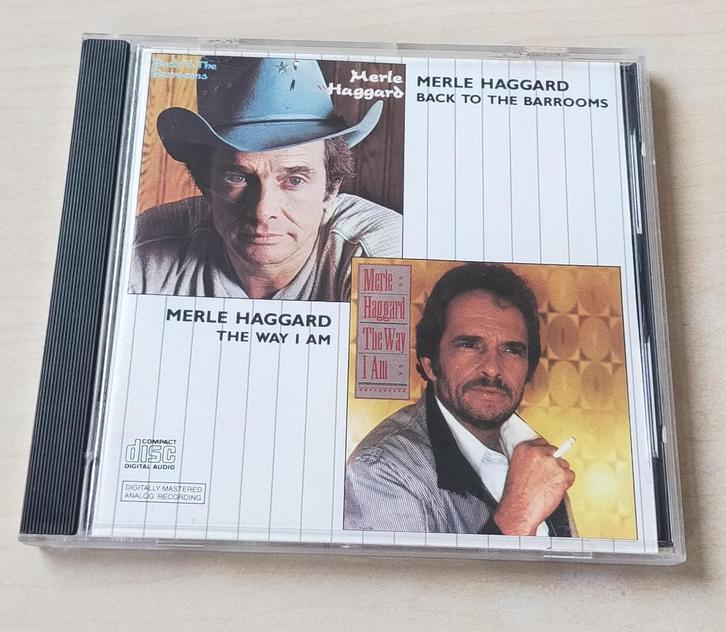 Back To The
Barrooms
Merle
Haggard
MERLE HAGGARD
BACK TO THE BARROOMS
MERLE HAGGARD
THE WAY I AM
Merle
Haggard
The Way
I Am
COMPACT
disc
DIGITAL AUDIO
DIGITALLY MASTERED
ANALOG RECORDING